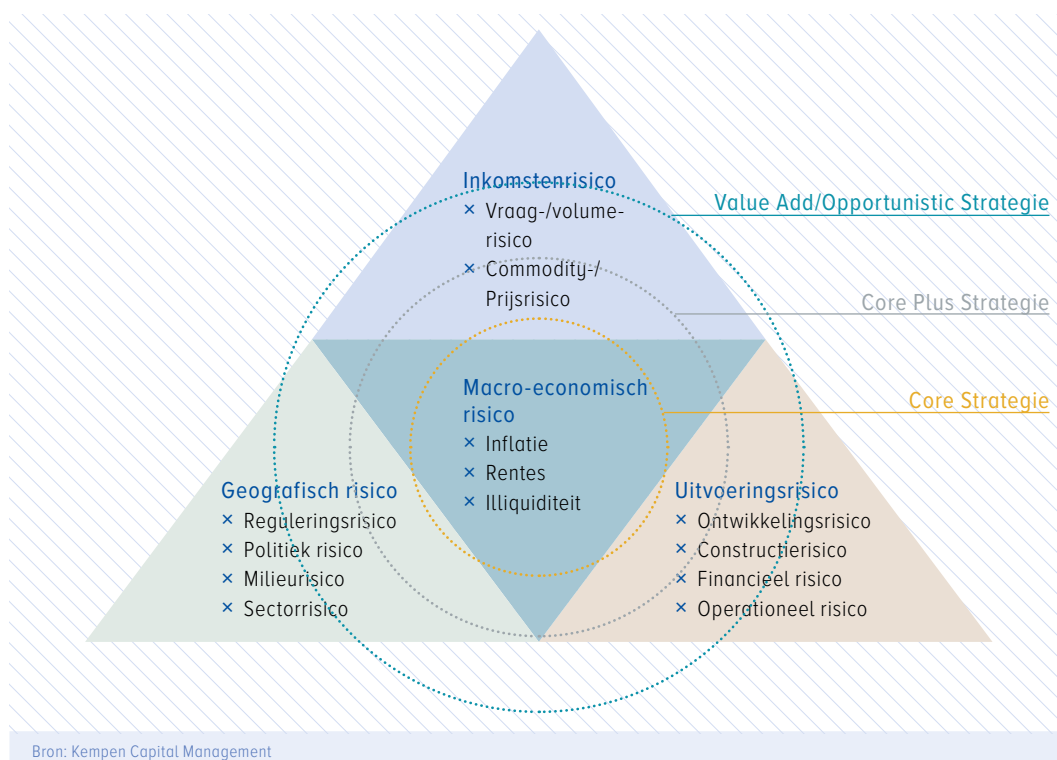 Inkomstenrisico
× Vraag-/volume-
risico
× Commodity-/
Prijsrisico
Value Add/Opportunistic Strategie
Core Plus Strategie
Core Strategie
Macro-economisch
risico
× Inflatie
× Rentes
× Illiquiditeit
Geografisch risico
× Reguleringsrisico
× Politiek risico
× Milieurisico
× Sectorrisico
Uitvoeringsrisico
× Ontwikkelingsrisico
× Constructierisico
× Financieel risico
× Operationeel risico
Bron: Kempen Capital Management